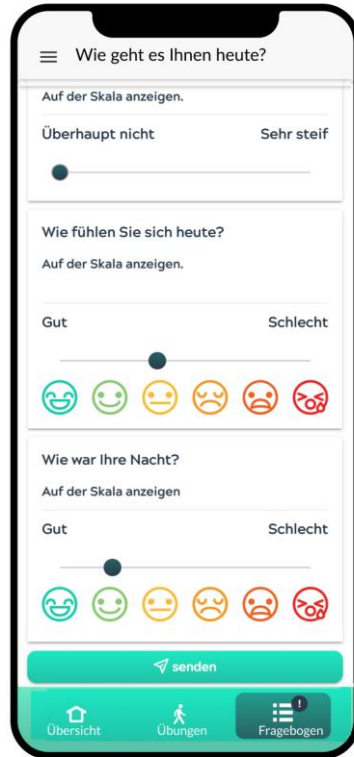 Wie geht es Ihnen heute?
Auf der Skala anzeigen.
Überhaupt nicht Sehr steif
Wie fühlen Sie sich heute?
Auf der Skala anzeigen.
Gut Schlecht
Wie war Ihre Nacht?
Auf der Skala anzeigen
Gut Schlecht
senden
!
Übersicht Übungen Fragebogen